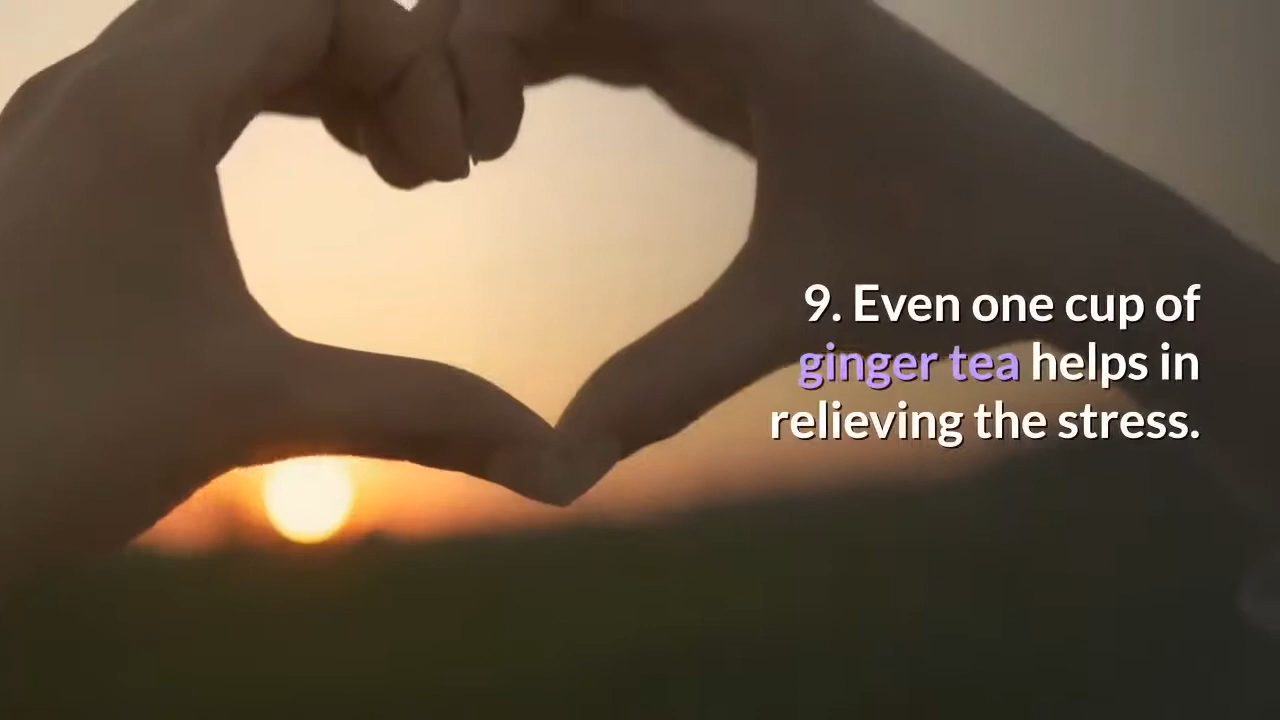 9. Even one cup of
ginger tea helps in
relieving the stress.